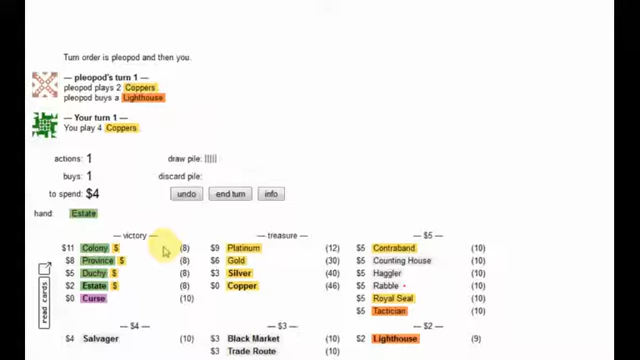 Turn order is pleopod and then you.
— pleopod's turn 1 —
pleopod plays 2 Coppers.
pleopod buys a Lighthouse
— Your turn 1 —
You play 4 Coppers.
actions: 1 draw pile: |||||
buys: 1 discard pile:
to spend: $4 undo end turn info
hand: Estate
— victory — — treasure — — $5 —
$11 Colony $ (8) $9 Platinum (12) $5 Contraband (10)
$8 Province $ (8) $6 Gold (30) $5 Counting House (10)
$5 Duchy $ (8) $3 Silver (40) $5 Haggler (10)
$2 Estate $ (8) $0 Copper (46) $5 Rabble (10)
$0 Curse (10) $5 Royal Seal (10)
$5 Tactician (10)
read cards
— $4 — — $3 — — $2 —
$4 Salvager (10) $3 Black Market (10) $2 Lighthouse (9)
$3 Trade Route (10)